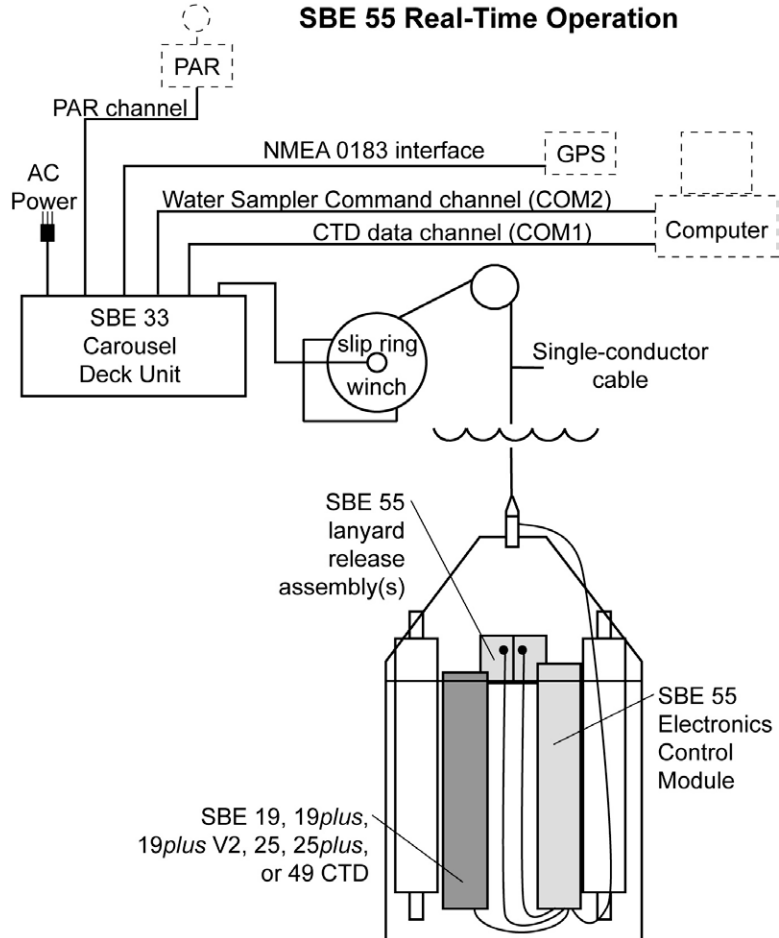 SBE 55 Real-Time Operation
PAR
PAR channel
NMEA 0183 interface
GPS
AC
Power
Water Sampler Command channel (COM2)
CTD data channel (COM1)
Computer
SBE 33
Carousel
Deck Unit
slip ring
winch
Single-conductor
cable
SBE 55
lanyard
release
assembly(s)
SBE 55
Electronics
Control
Module
SBE 19, 19plus,
19plus V2, 25, 25plus,
or 49 CTD